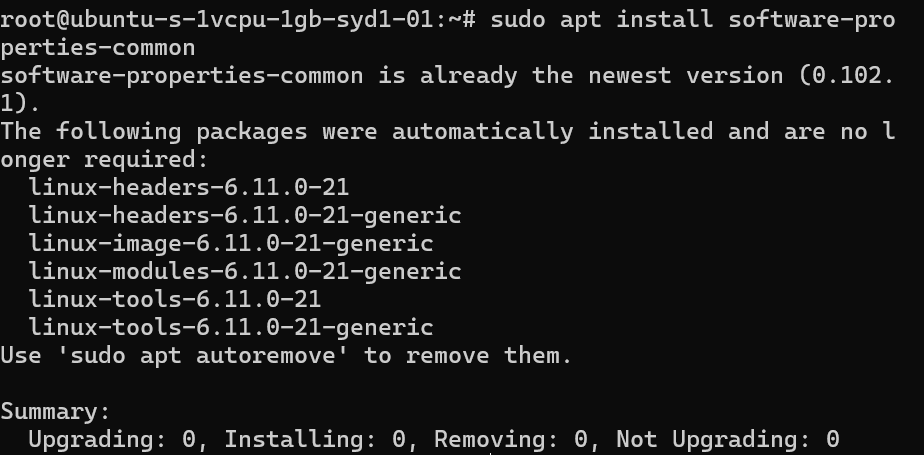 root@ubuntu-s-1vcpu-1gb-syd1-01:~# sudo apt install software-pro
perties-common
software-properties-common is already the newest version (0.102.
1).
The following packages were automatically installed and are no l
onger required:
  linux-headers-6.11.0-21
  linux-headers-6.11.0-21-generic
  linux-image-6.11.0-21-generic
  linux-modules-6.11.0-21-generic
  linux-tools-6.11.0-21
  linux-tools-6.11.0-21-generic
Use 'sudo apt autoremove' to remove them.

Summary:
  Upgrading: 0, Installing: 0, Removing: 0, Not Upgrading: 0